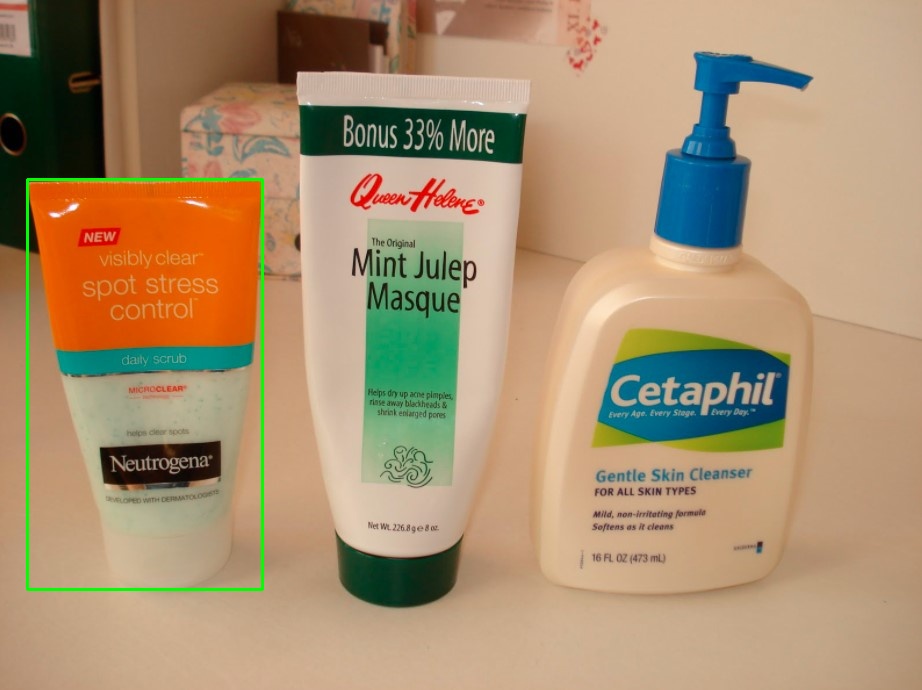 NEW
visibly clear™
spot stress
control™
daily scrub
MICROCLEAR®
helps clear spots
Neutrogena®
DEVELOPED WITH DERMATOLOGISTS
Bonus 33% More
Queen Helene®
The Original
Mint Julep
Masque
Helps dry up acne pimples,
rinse away blackheads &
shrink enlarged pores
Net Wt. 226.8 g e 8 oz.
Cetaphil®
Every Age. Every Stage. Every Day.™
Gentle Skin Cleanser
FOR ALL SKIN TYPES
Mild, non-irritating formula
Softens as it cleans
16 FL OZ (473 mL)